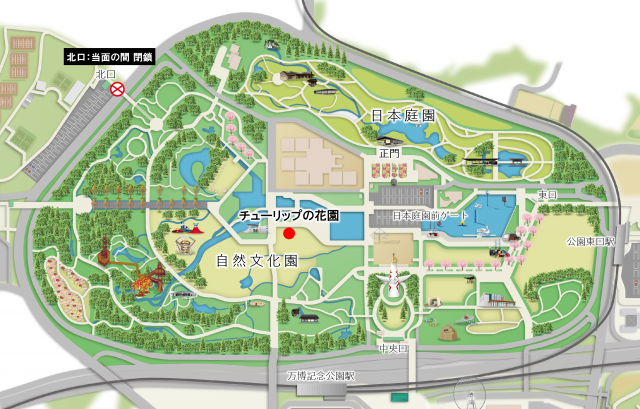 北口：当面の間 閉鎖
北口
日本庭園
正門
東口
チューリップの花園
日本庭園前ゲート
公園東口駅
自然文化園
中央口
万博記念公園駅